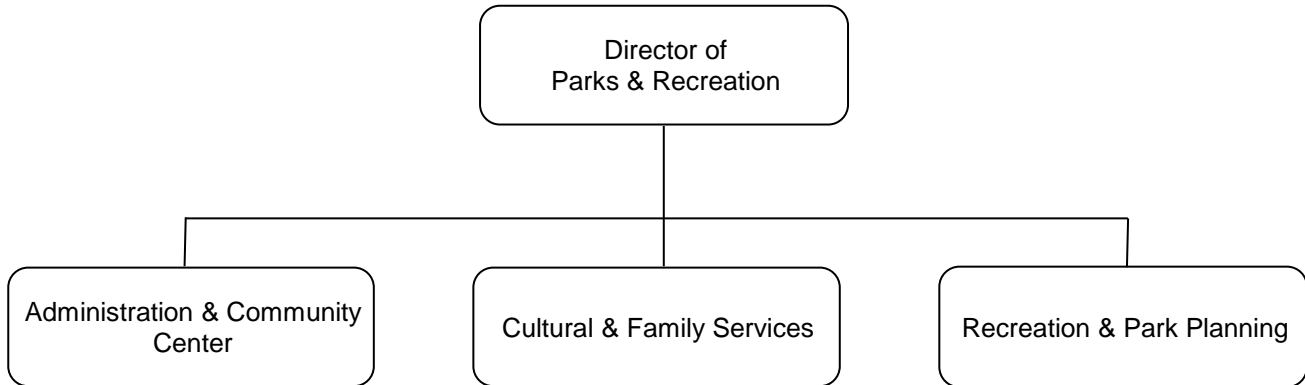 Director of
Parks & Recreation
Administration & Community
Center
Cultural & Family Services
Recreation & Park Planning